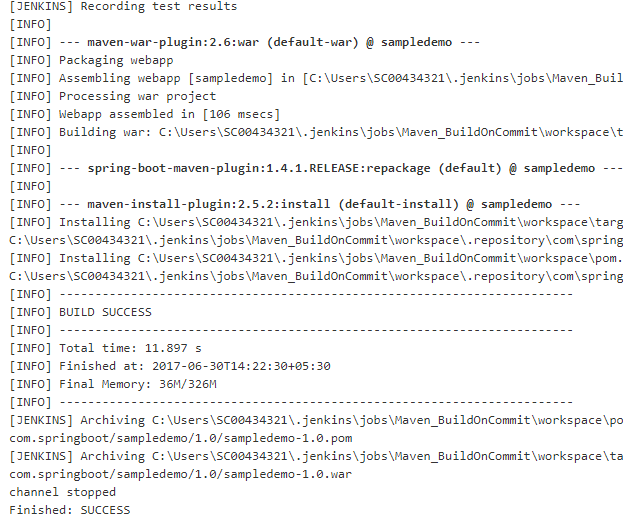 [JENKINS] Recording test results
[INFO]
[INFO] --- maven-war-plugin:2.6:war (default-war) @ sampledemo ---
[INFO] Packaging webapp
[INFO] Assembling webapp [sampledemo] in [C:\Users\SC00434321\.jenkins\jobs\Maven_Buil
[INFO] Processing war project
[INFO] Webapp assembled in [106 msecs]
[INFO] Building war: C:\Users\SC00434321\.jenkins\jobs\Maven_BuildOnCommit\workspace\t
[INFO]
[INFO] --- spring-boot-maven-plugin:1.4.1.RELEASE:repackage (default) @ sampledemo ---
[INFO]
[INFO] --- maven-install-plugin:2.5.2:install (default-install) @ sampledemo ---
[INFO] Installing C:\Users\SC00434321\.jenkins\jobs\Maven_BuildOnCommit\workspace\targ
C:\Users\SC00434321\.jenkins\jobs\Maven_BuildOnCommit\workspace\.repository\com\spring
[INFO] Installing C:\Users\SC00434321\.jenkins\jobs\Maven_BuildOnCommit\workspace\pom.
C:\Users\SC00434321\.jenkins\jobs\Maven_BuildOnCommit\workspace\.repository\com\spring
[INFO] ------------------------------------------------------------------------
[INFO] BUILD SUCCESS
[INFO] ------------------------------------------------------------------------
[INFO] Total time: 11.897 s
[INFO] Finished at: 2017-06-30T14:22:30+05:30
[INFO] Final Memory: 36M/326M
[INFO] ------------------------------------------------------------------------
[JENKINS] Archiving C:\Users\SC00434321\.jenkins\jobs\Maven_BuildOnCommit\workspace\po
com.springboot/sampledemo/1.0/sampledemo-1.0.pom
[JENKINS] Archiving C:\Users\SC00434321\.jenkins\jobs\Maven_BuildOnCommit\workspace\ta
com.springboot/sampledemo/1.0/sampledemo-1.0.war
channel stopped
Finished: SUCCESS